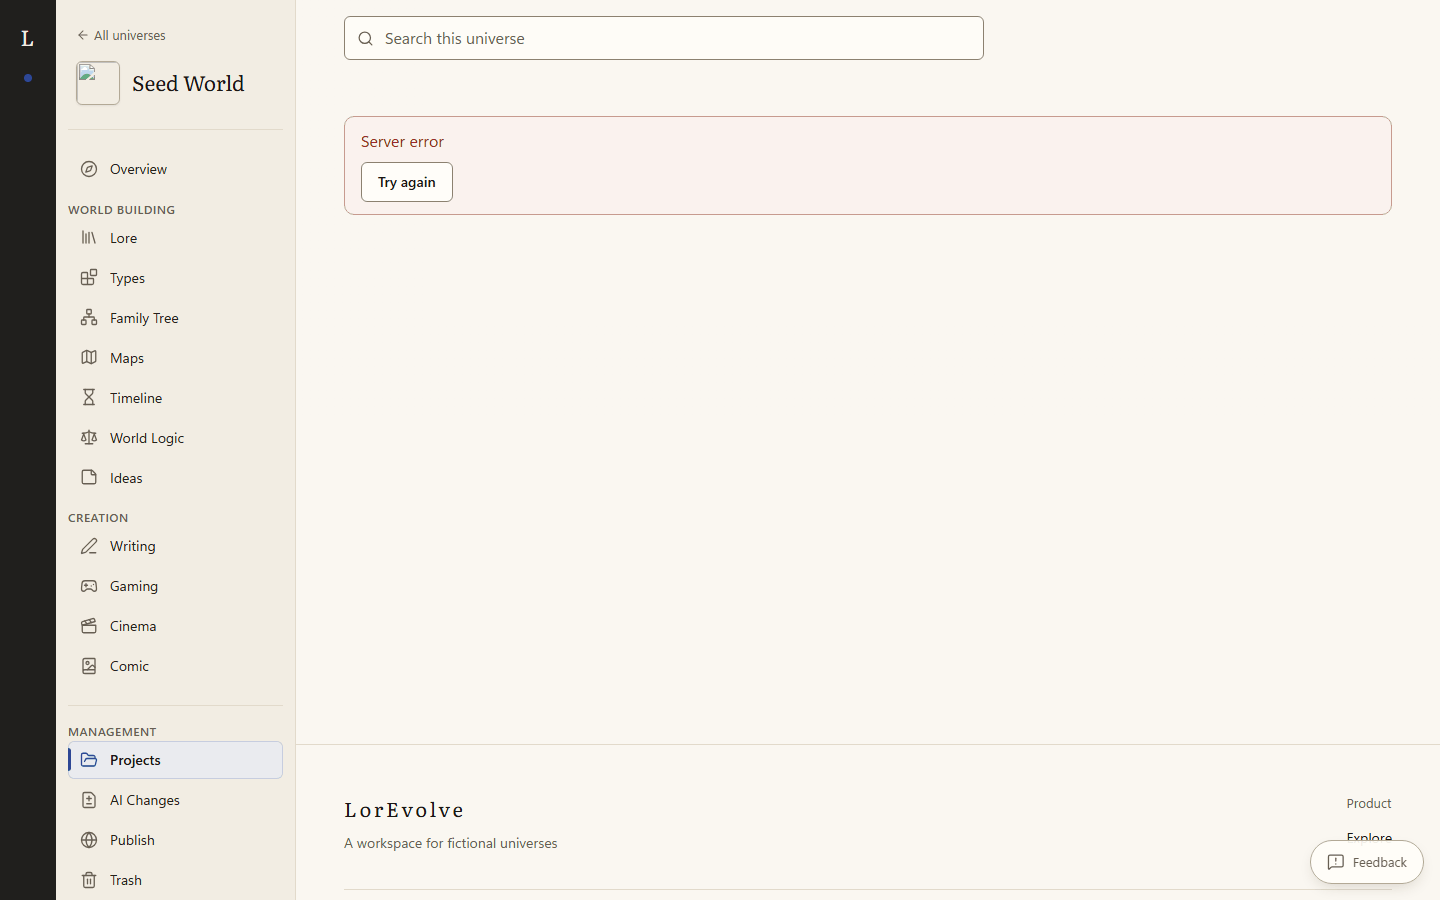 L
All universes
Seed World
Overview
WORLD BUILDING
Lore
Types
Family Tree
Maps
Timeline
World Logic
Ideas
CREATION
Writing
Gaming
Cinema
Comic
MANAGEMENT
Projects
AI Changes
Publish
Trash
Search this universe
Server error
Try again
LorEvolve
A workspace for fictional universes
Product
Explore
Feedback